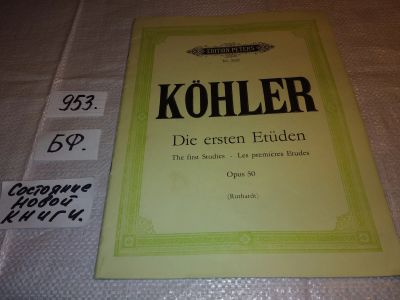 953.
БФ.
Состояние
новой
книги.
EDITION PETERS
KÖHLER
Die ersten Etüden
The first Studies - Les premières Etudes
Opus 50
(Ruthardt)